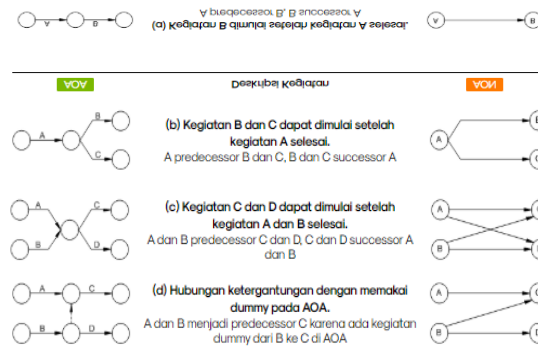 AOA Deskripsi Kegiatan AON
A B (a) Kegiatan B dimulai setelah kegiatan A selesai. A B
A predecessor B, B successor A
B
A
C
(b) Kegiatan B dan C dapat dimulai setelah
kegiatan A selesai.
A predecessor B dan C, B dan C successor A
A
A C
B D
(c) Kegiatan C dan D dapat dimulai setelah
kegiatan A dan B selesai.
A dan B predecessor C dan D, C dan D successor A
dan B
A
B
A C
B D
(d) Hubungan ketergantungan dengan memakai
dummy pada AOA.
A dan B menjadi predecessor C karena ada kegiatan
dummy dari B ke C di AOA
A
B